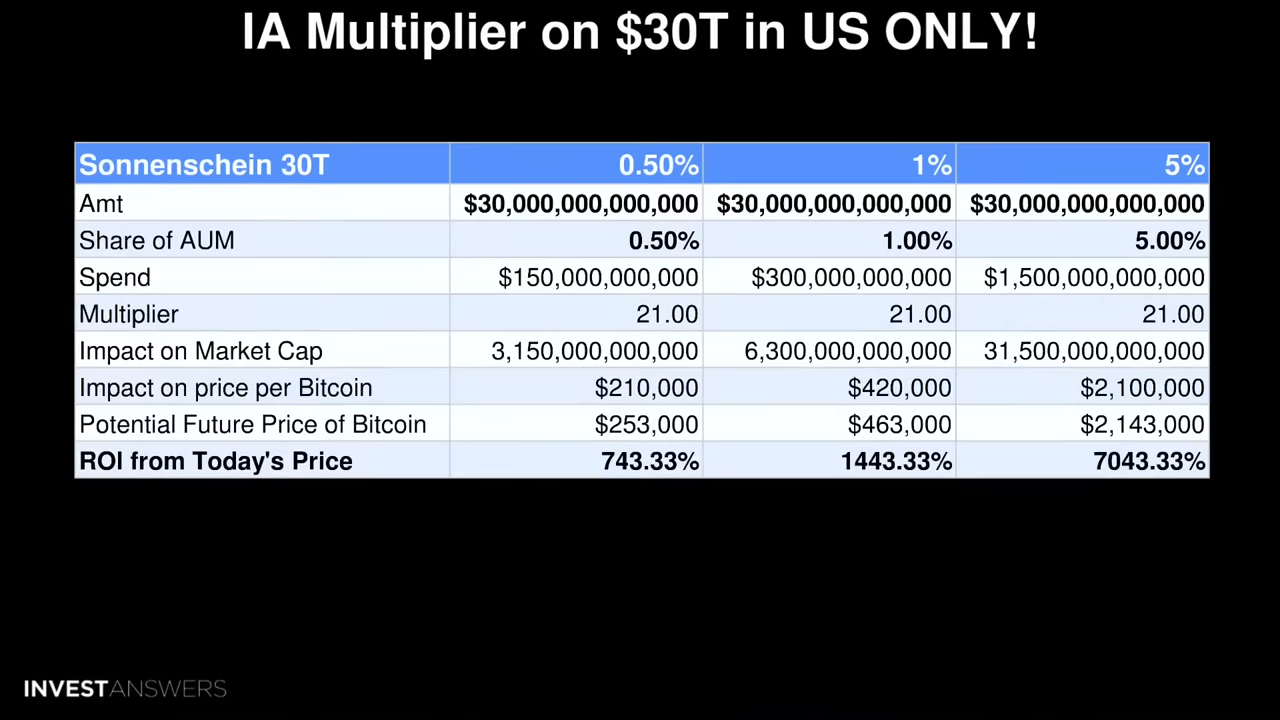 IA Multiplier on $30T in US ONLY!
Sonnenschein 30T 0.50% 1% 5%
Amt $30,000,000,000,000 $30,000,000,000,000 $30,000,000,000,000
Share of AUM 0.50% 1.00% 5.00%
Spend $150,000,000,000 $300,000,000,000 $1,500,000,000,000
Multiplier 21.00 21.00 21.00
Impact on Market Cap 3,150,000,000,000 6,300,000,000,000 31,500,000,000,000
Impact on price per Bitcoin $210,000 $420,000 $2,100,000
Potential Future Price of Bitcoin $253,000 $463,000 $2,143,000
ROI from Today's Price 743.33% 1443.33% 7043.33%
INVESTANSWERS